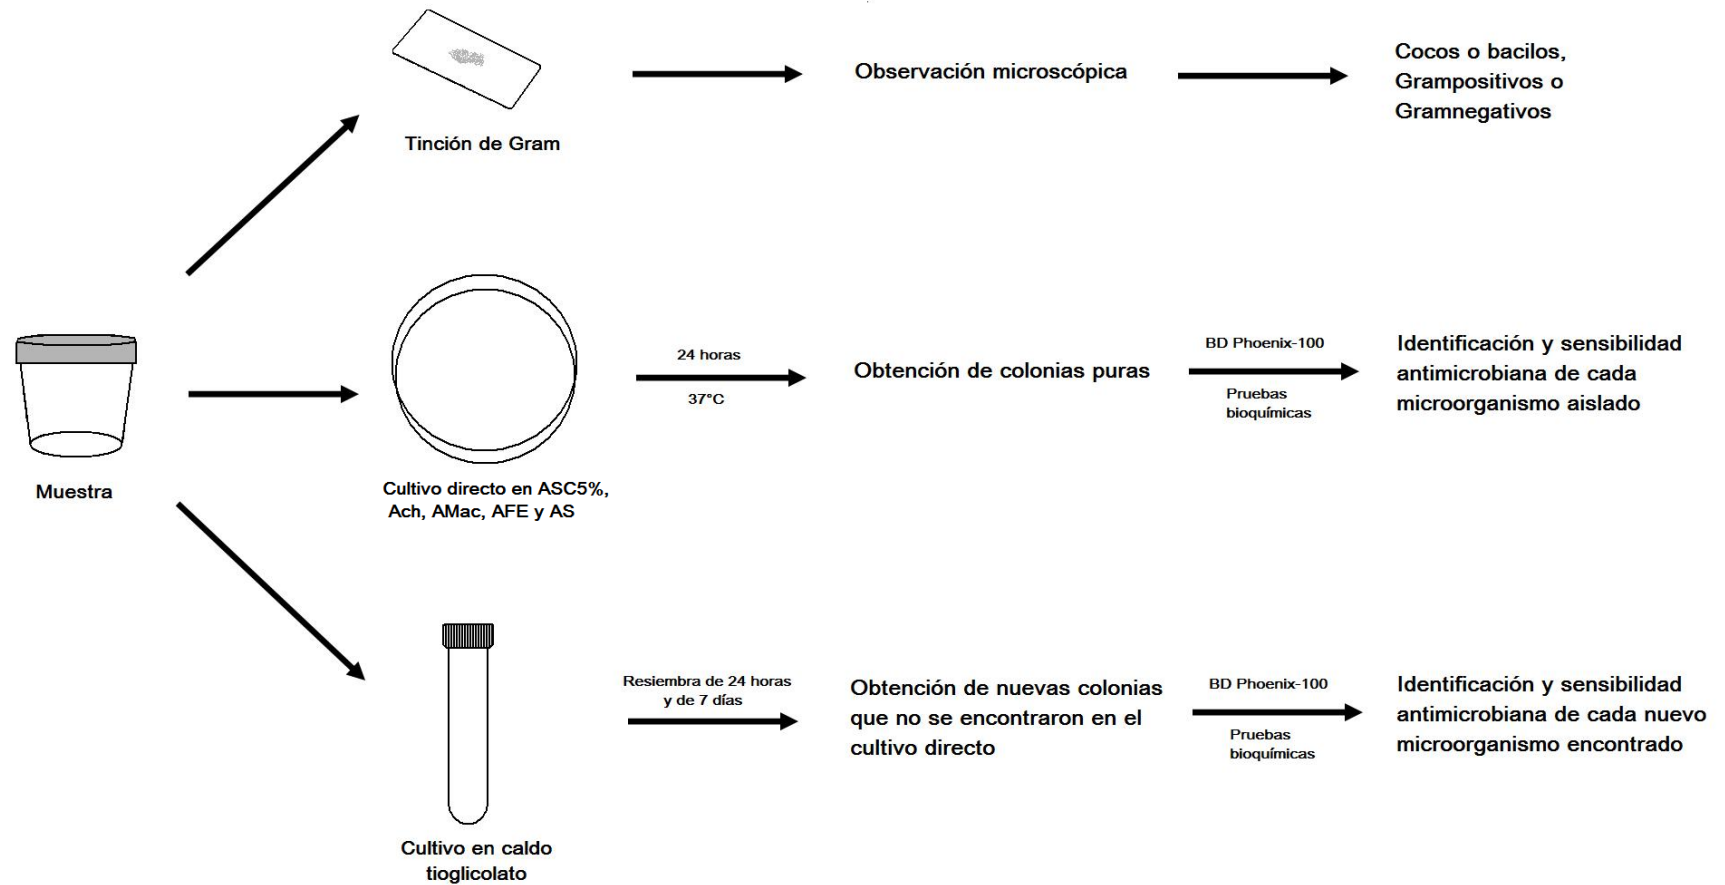 Tinción de Gram
Observación microscópica
Cocos o bacilos,
Grampositivos o
Gramnegativos
Muestra
Cultivo directo en ASC5%,
Ach, AMac, AFE y AS
24 horas
37°C
Obtención de colonias puras
BD Phoenix-100
Pruebas
bioquímicas
Identificación y sensibilidad
antimicrobiana de cada
microorganismo aislado
Cultivo en caldo
tioglicolato
Resiembra de 24 horas
y de 7 días
Obtención de nuevas colonias
que no se encontraron en el
cultivo directo
BD Phoenix-100
Pruebas
bioquímicas
Identificación y sensibilidad
antimicrobiana de cada nuevo
microorganismo encontrado